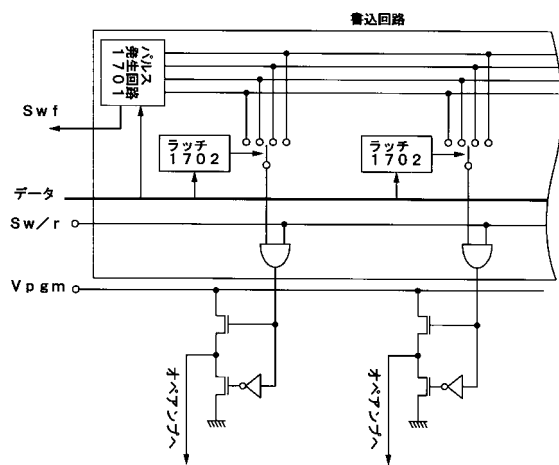 書込回路
パルス
発生回路
1701
Swf
ラッチ
1702
ラッチ
1702
データ
Sw/r
Vpgm
オペアンプへ
オペアンプへ